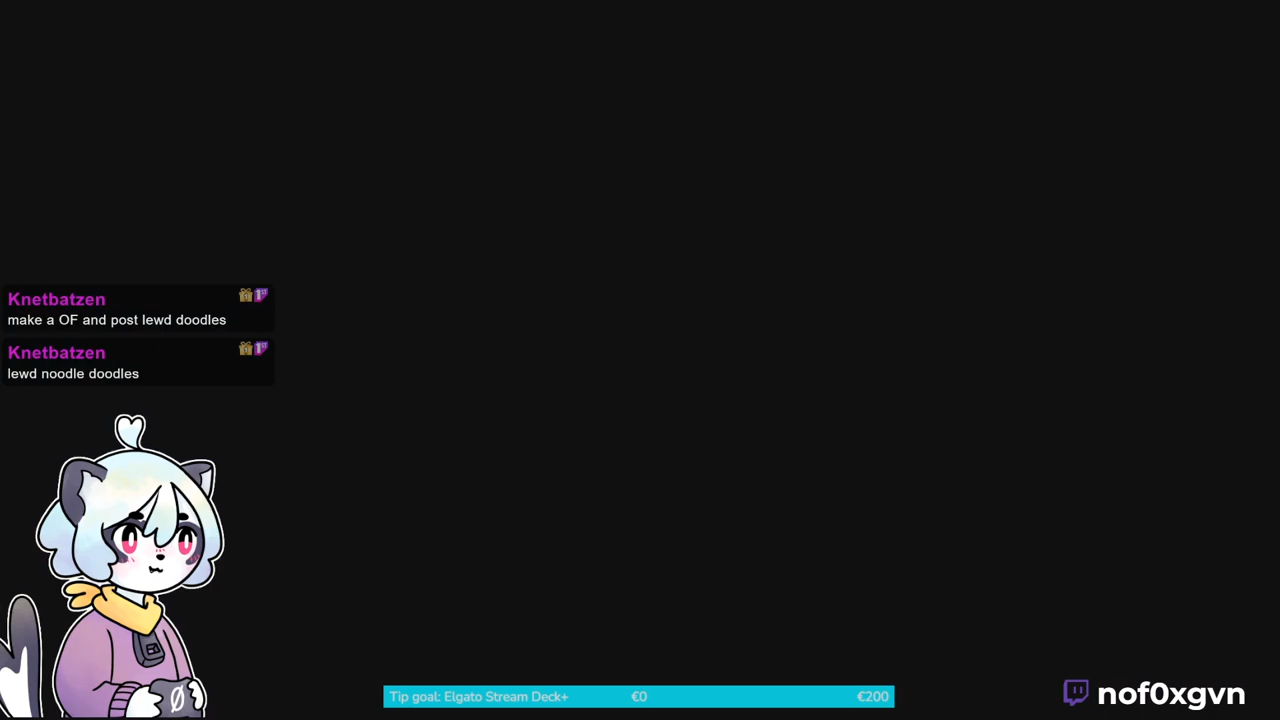 Knetbatzen
make a OF and post lewd doodles
Knetbatzen
lewd noodle doodles
Tip goal: Elgato Stream Deck+ €0 €200
nof0xgvn